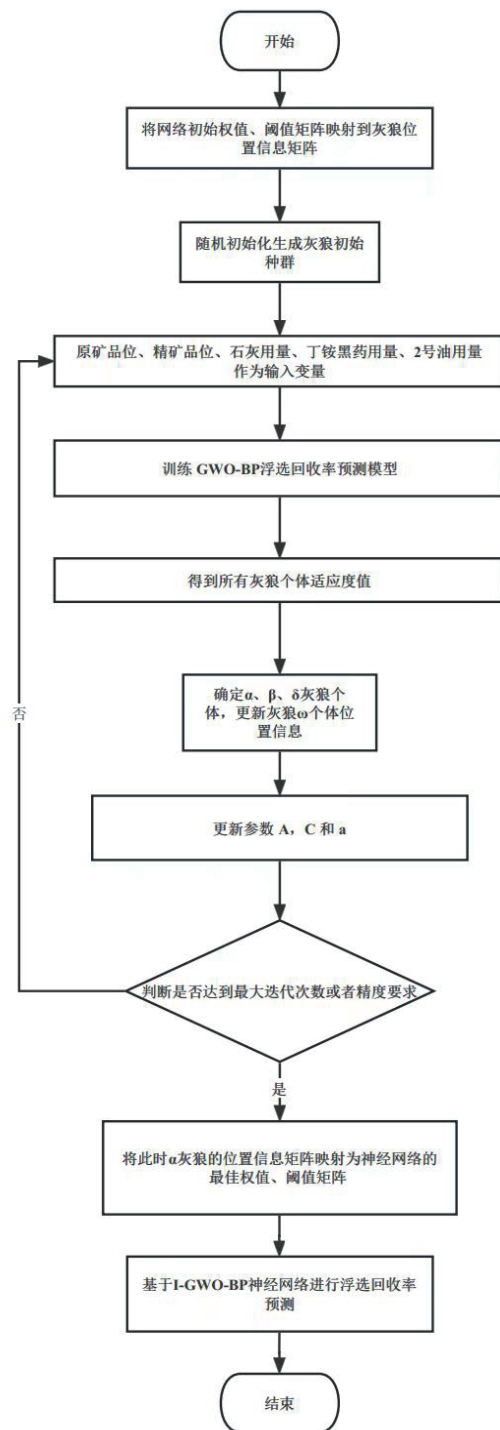 开始
将网络初始权值、阈值矩阵映射到灰狼位
置信息矩阵
随机初始化生成灰狼初始
种群
原矿品位、精矿品位、石灰用量、丁铵黑药用量、2号油用量
作为输入变量
训练 GWO-BP浮选回收率预测模型
得到所有灰狼个体适应度值
确定α、β、δ灰狼个
体，更新灰狼ω个体位
置信息
否
更新参数 A，C 和 a
判断是否达到最大迭代次数或者精度要求
是
将此时α灰狼的位置信息矩阵映射为神经网络的
最佳权值、阈值矩阵
基于I-GWO-BP神经网络进行浮选回收率
预测
结束